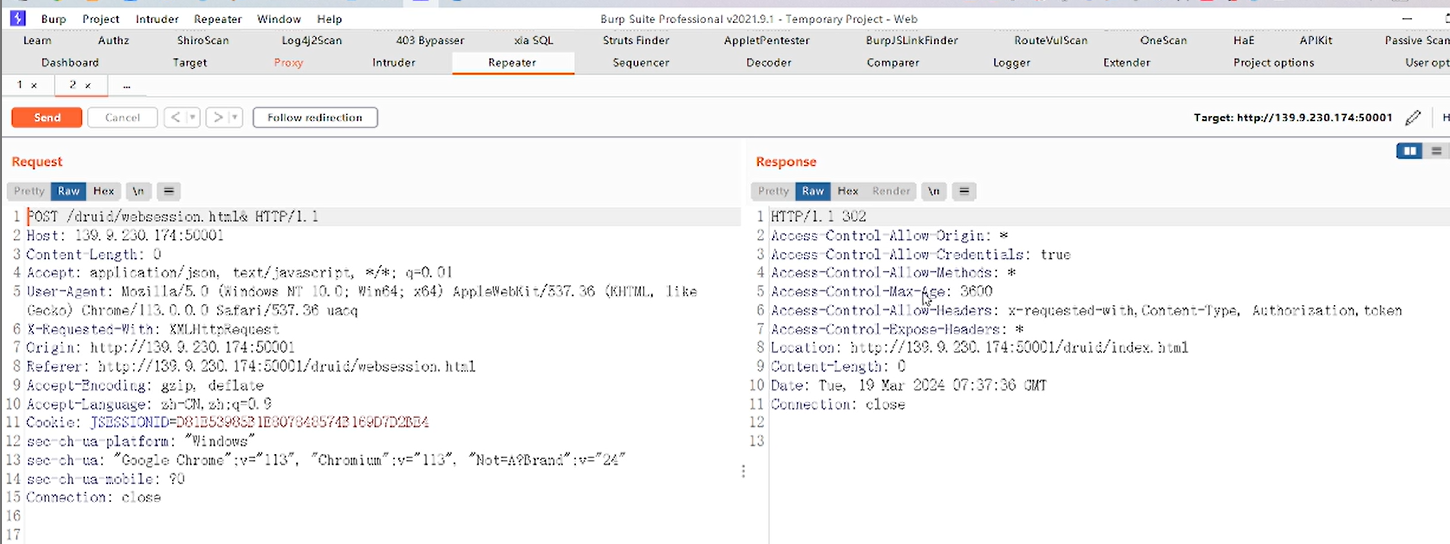 Burp Project Intruder Repeater Window Help Burp Suite Professional v2021.9.1 - Temporary Project - Web
Learn Authz ShiroScan Log4j2Scan 403 Bypasser xia SQL Struts Finder AppletPentester BurpJSLinkFinder RouteVulScan OneScan HaE APIKit Passive Scan
Dashboard Target Proxy Intruder Repeater Sequencer Decoder Comparer Logger Extender Project options User opt
1 × 2 × ...
Send Cancel < > Follow redirection Target: http://139.9.230.174:50001 H
Request
Pretty Raw Hex \n
1 POST /druid/websession.html& HTTP/1.1
2 Host: 139.9.230.174:50001
3 Content-Length: 0
4 Accept: application/json, text/javascript, */*; q=0.01
5 User-Agent: Mozilla/5.0 (Windows NT 10.0; Win64; x64) AppleWebKit/537.36 (KHTML, like
Gecko) Chrome/113.0.0.0 Safari/537.36 uacq
6 X-Requested-With: XMLHttpRequest
7 Origin: http://139.9.230.174:50001
8 Referer: http://139.9.230.174:50001/druid/websession.html
9 Accept-Encoding: gzip, deflate
10 Accept-Language: zh-CN,zh;q=0.9
11 Cookie: JSESSIONID=D81E53985B1E807848574B169D7D2BE4
12 sec-ch-ua-platform: "Windows"
13 sec-ch-ua: "Google Chrome";v="113", "Chromium";v="113", "Not=A?Brand";v="24"
14 sec-ch-ua-mobile: ?0
15 Connection: close
16
17
Response
Pretty Raw Hex Render \n
1 HTTP/1.1 302
2 Access-Control-Allow-Origin: *
3 Access-Control-Allow-Credentials: true
4 Access-Control-Allow-Methods: *
5 Access-Control-Max-Age: 3600
6 Access-Control-Allow-Headers: x-requested-with,Content-Type, Authorization,token
7 Access-Control-Expose-Headers: *
8 Location: http://139.9.230.174:50001/druid/index.html
9 Content-Length: 0
10 Date: Tue, 19 Mar 2024 07:37:36 GMT
11 Connection: close
12
13